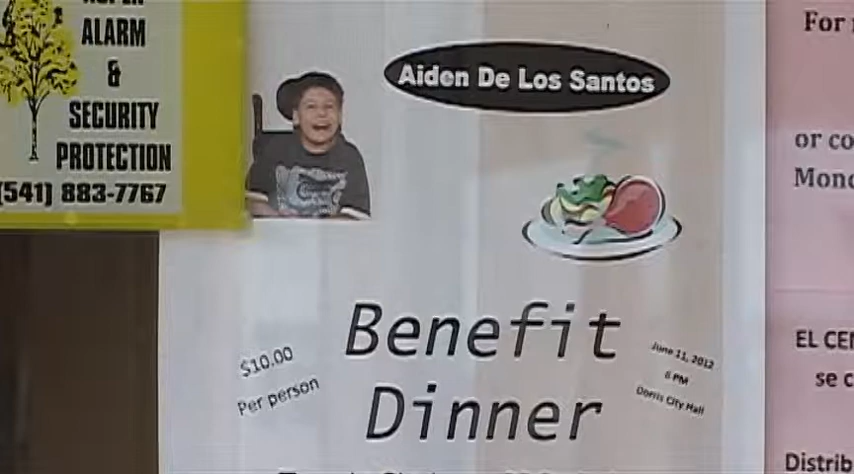 ALARM
&
SECURITY
PROTECTION
(541) 883-7767
Aiden De Los Santos
Benefit
Dinner
$10.00
Per person
June 11, 2012
6 PM
Dorris City Hall
For
or co
Mond
EL CEN
se c
Distrib